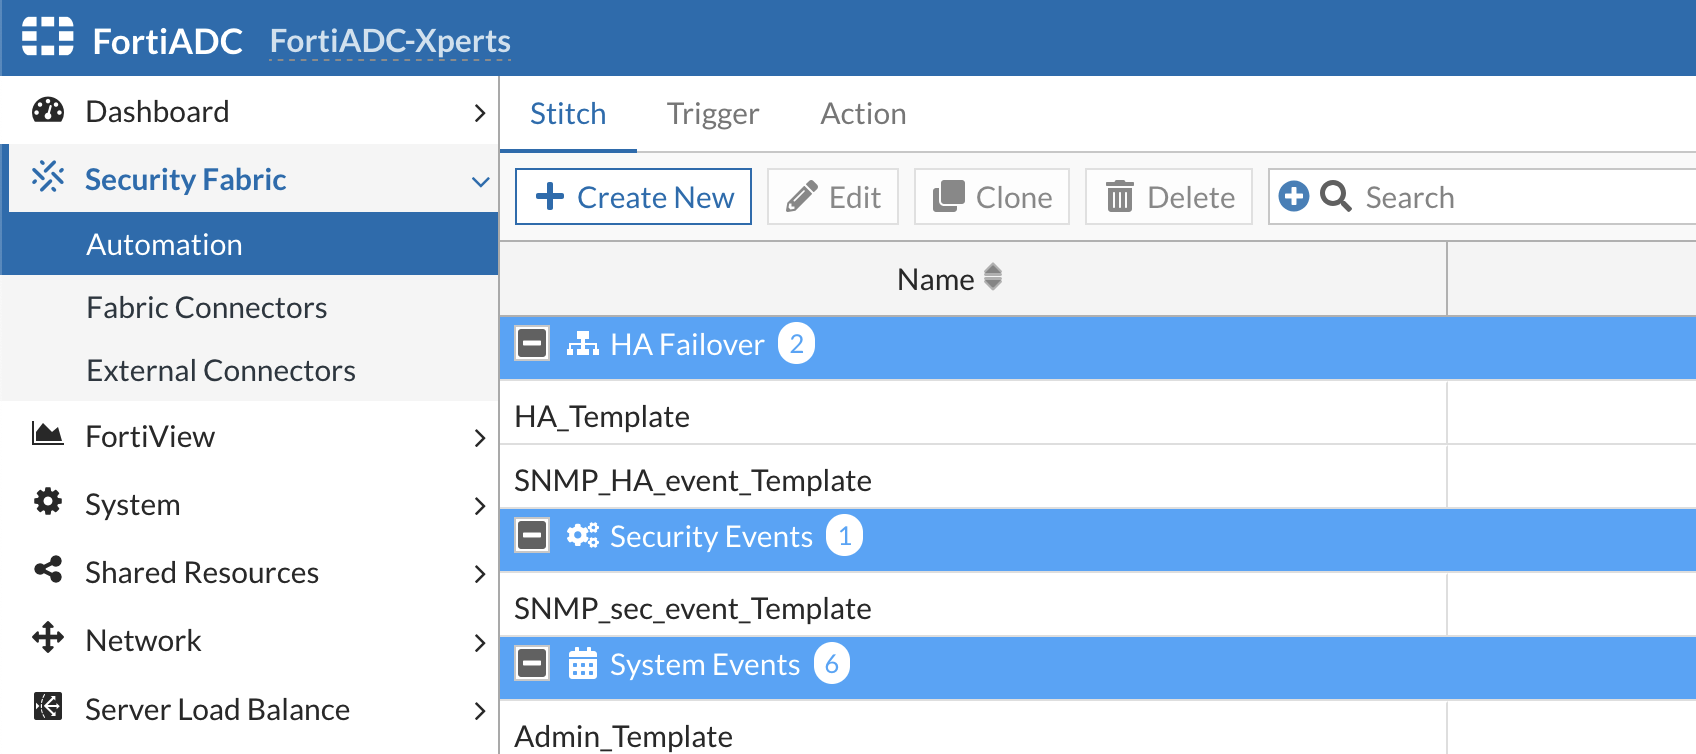 FortiADC FortiADC-Xperts
Dashboard
Security Fabric
Automation
Fabric Connectors
External Connectors
FortiView
System
Shared Resources
Network
Server Load Balance
Stitch Trigger Action
Create New Edit Clone Delete Search
Name
HA Failover 2
HA_Template
SNMP_HA_event_Template
Security Events 1
SNMP_sec_event_Template
System Events 6
Admin_Template